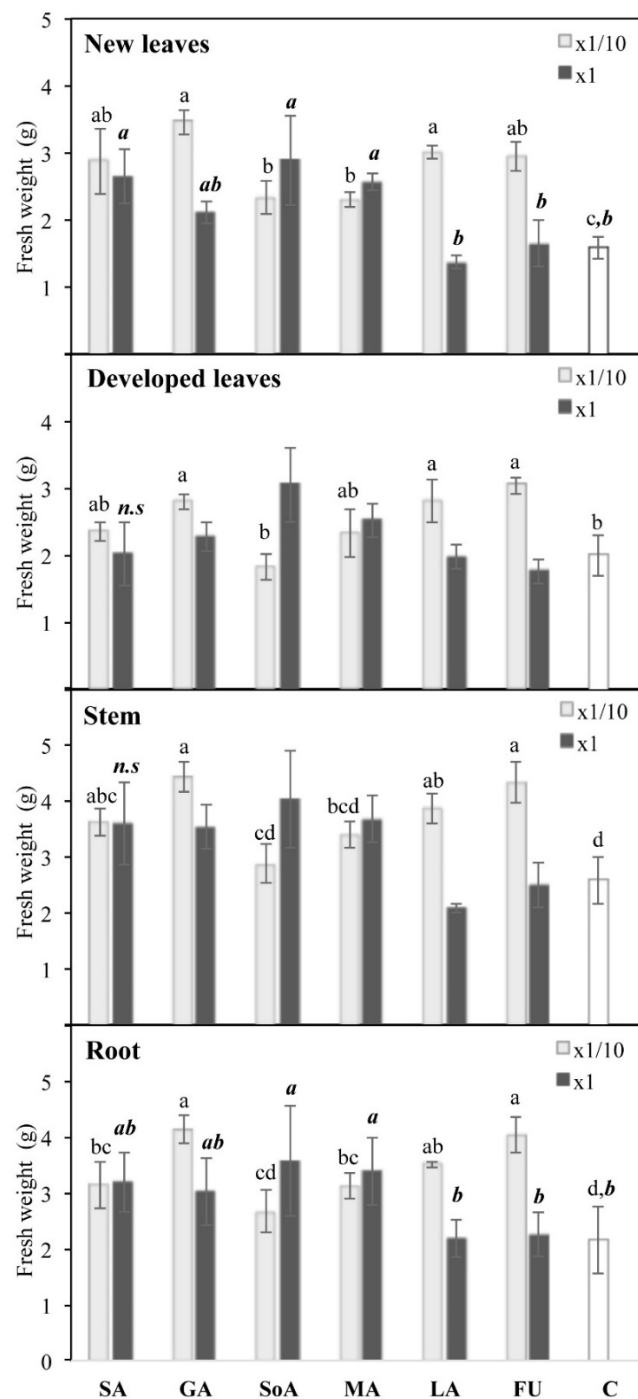 5
New leaves
x1/10
x1
4
a
ab
a
a
a
ab
a
ab
b
b
b
b
c,b
3
2
1
Fresh weight (g)
Developed leaves
x1/10
x1
4
ab
n.s
a
b
ab
a
a
b
3
2
1
Fresh weight (g)
Stem
x1/10
x1
5
abc
n.s
a
cd
bcd
ab
a
d
4
3
2
1
Fresh weight (g)
Root
x1/10
x1
5
bc
ab
a
ab
cd
a
bc
a
ab
b
a
b
d,b
4
3
2
1
0
Fresh weight (g)
SA GA SoA MA LA FU C